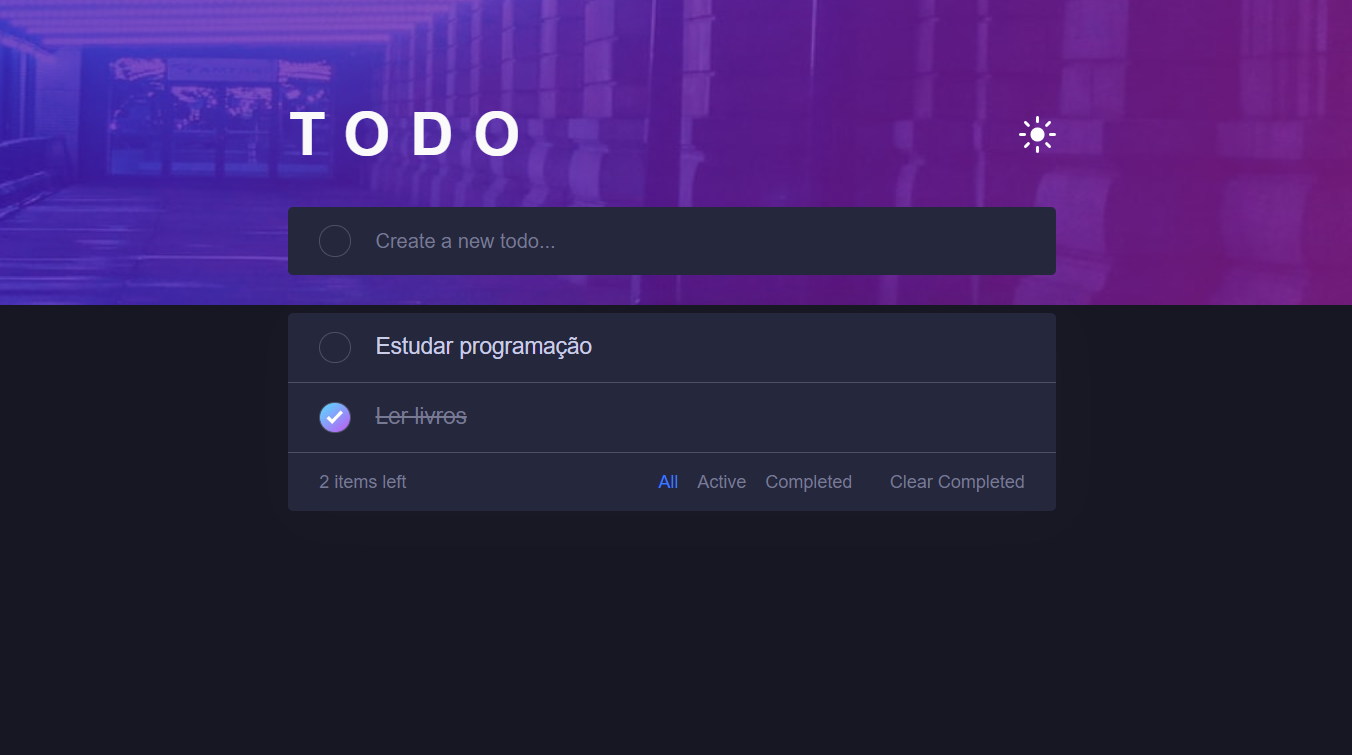 TODO
Create a new todo...
Estudar programação
Ler livros
2 items left All Active Completed Clear Completed